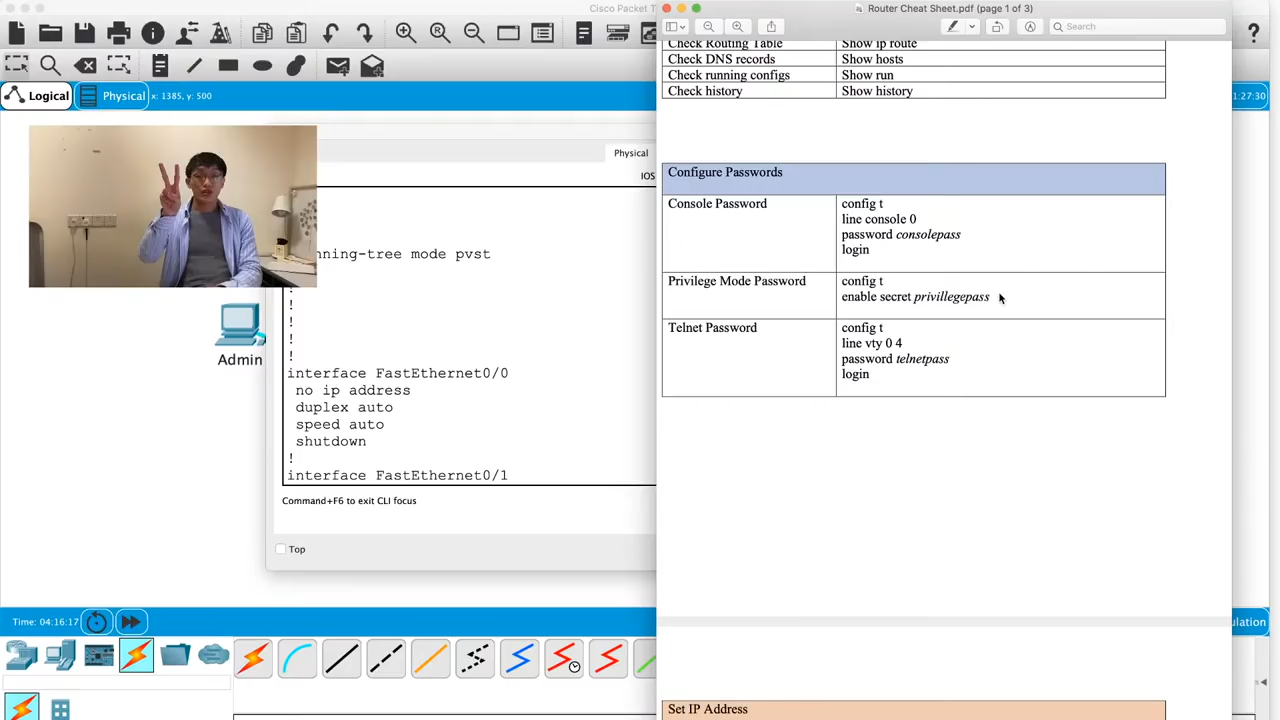 Cisco Packet T
Router Cheat Sheet.pdf (page 1 of 3)
Search
Logical
Physical
x: 1385, y: 500
1:27:30
Check Routing Table
Show ip route
Check DNS records
Show hosts
Check running configs
Show run
Check history
Show history
Physical
IOS
Configure Passwords
Console Password
config t
line console 0
password consolepass
login
Privilege Mode Password
config t
enable secret privillegepass
Telnet Password
config t
line vty 0 4
password telnetpass
login
nning-tree mode pvst
!
!
!
!
!
interface FastEthernet0/0
no ip address
duplex auto
speed auto
shutdown
!
interface FastEthernet0/1
Command+F6 to exit CLI focus
Top
Admin
Time: 04:16:17
ulation
Set IP Address